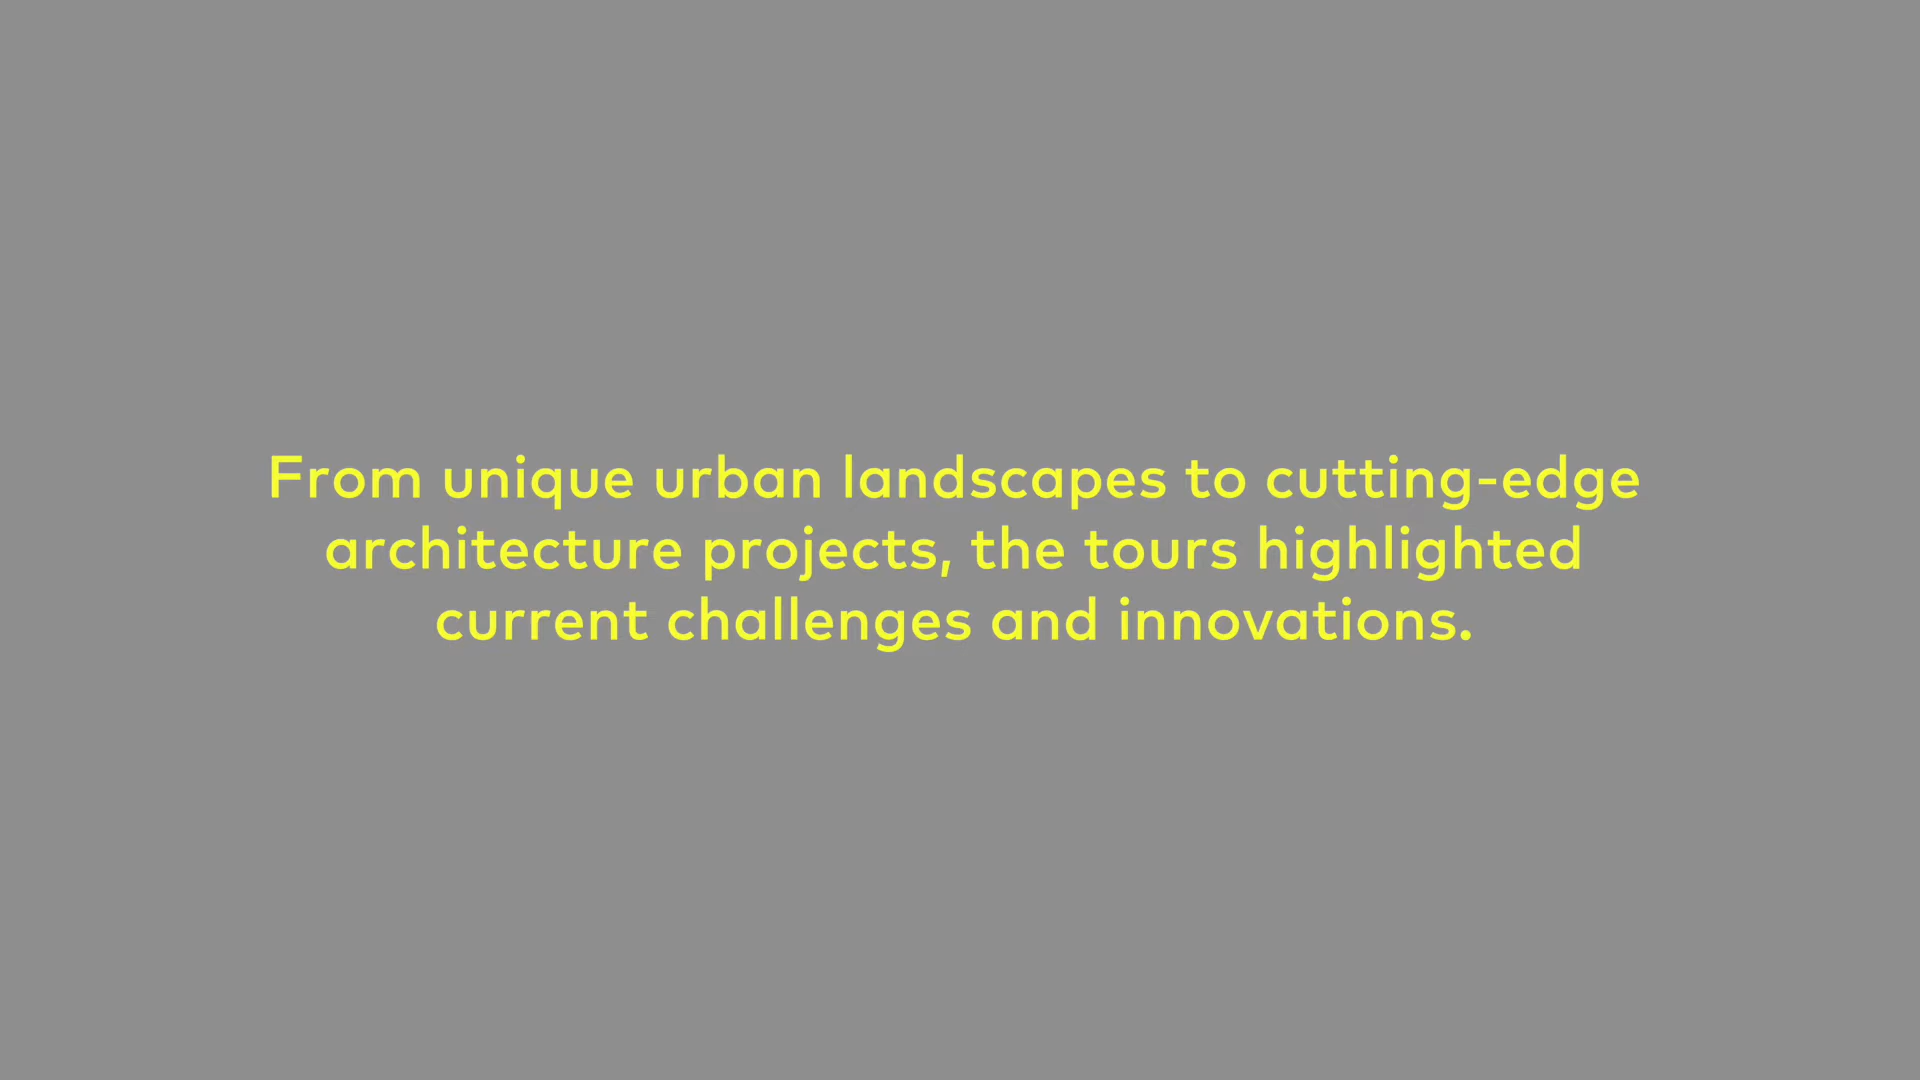 From unique urban landscapes to cutting-edge
architecture projects, the tours highlighted
current challenges and innovations.